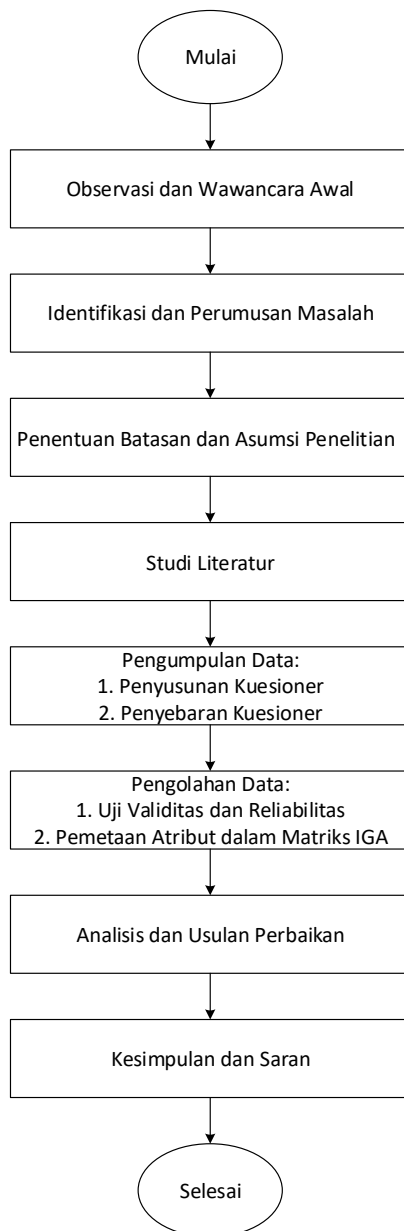 Mulai
Observasi dan Wawancara Awal
Identifikasi dan Perumusan Masalah
Penentuan Batasan dan Asumsi Penelitian
Studi Literatur
Pengumpulan Data:
1. Penyusunan Kuesioner
2. Penyebaran Kuesioner
Pengolahan Data:
1. Uji Validitas dan Reliabilitas
2. Pemetaan Atribut dalam Matriks IGA
Analisis dan Usulan Perbaikan
Kesimpulan dan Saran
Selesai